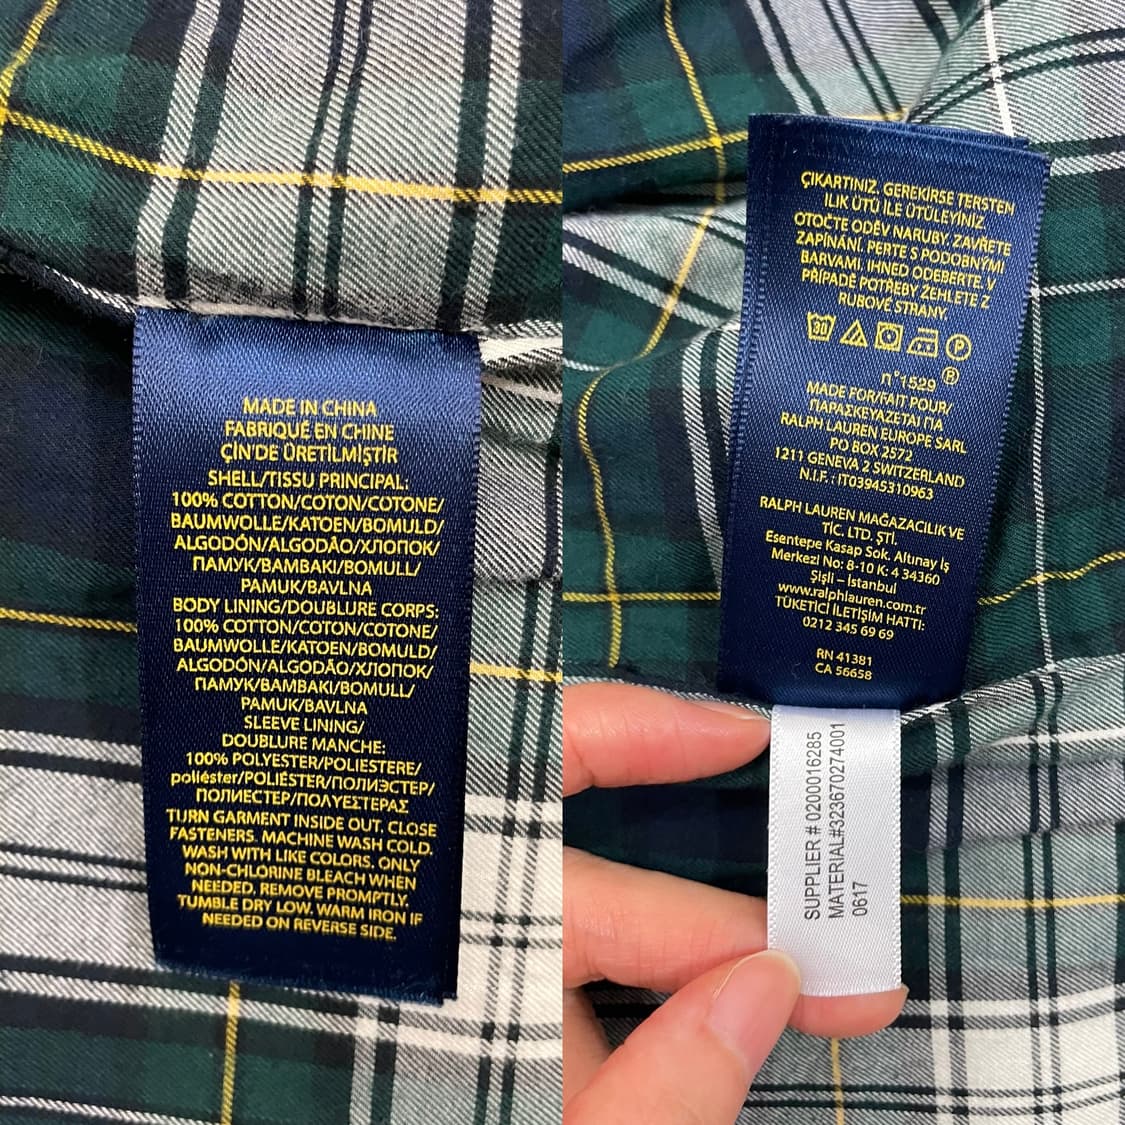 MADE IN CHINA
FABRIQUÉ EN CHINE
ÇİN'DE ÜRETİLMİŞTİR
SHELL/TISSU PRINCIPAL:
100% COTTON/COTON/COTONE/
BAUMWOLLE/KATOEN/BOMULD/
ALGODÓN/ALGODÃO/ХЛОПОК/
ПАМУК/BAMBAKI/BOMULL/
PAMUK/BAVLNA
BODY LINING/DOUBLURE CORPS:
100% COTTON/COTON/COTONE/
BAUMWOLLE/KATOEN/BOMULD/
ALGODÓN/ALGODÃO/ХЛОПОК/
ПАМУК/BAMBAKI/BOMULL/
PAMUK/BAVLNA
SLEEVE LINING/
DOUBLURE MANCHE:
100% POLYESTER/POLIESTERE/
poliéster/POLIÉSTER/ПОЛИЭСТЕР/
ПОЛИЕСТЕР/ΠΟΛΥΕΣΤΕΡΑΣ
TURN GARMENT INSIDE OUT, CLOSE
FASTENERS. MACHINE WASH COLD.
WASH WITH LIKE COLORS. ONLY
NON-CHLORINE BLEACH WHEN
NEEDED. REMOVE PROMPTLY.
TUMBLE DRY LOW. WARM IRON IF
NEEDED ON REVERSE SIDE.
ÇIKARTINIZ. GEREKİRSE TERSTEN
ILIK ÜTÜ İLE ÜTÜLEYİNİZ.
OTOČTE ODĚV NARUBY. ZAVŘETE
ZAPÍNÁNÍ. PERTE S PODOBNÝMI
BARVAMI. IHNED ODEBERTE. V
PŘÍPADĚ POTŘEBY ŽEHLETE Z
RUBOVÉ STRANY.
30 P
n°1529 ®
MADE FOR/FAIT POUR/
ΠΑΡΑΣΚΕΥΑΖΕΤΑΙ ΓΙΑ
RALPH LAUREN EUROPE SARL
PO BOX 2572
1211 GENEVA 2 SWITZERLAND
N.I.F. : IT03945310963
RALPH LAUREN MAĞAZACILIK VE
TİC. LTD. ŞTİ.
Esentepe Kasap Sok. Altunay İş
Merkezi No: 8-10 K: 4 34360
Şişli – İstanbul
www.ralphlauren.com.tr
TÜKETİCİ İLETİŞİM HATTI:
0212 345 69 69
RN 41381
CA 56658
SUPPLIER # 0200016285
MATERIAL#323670274001
0617